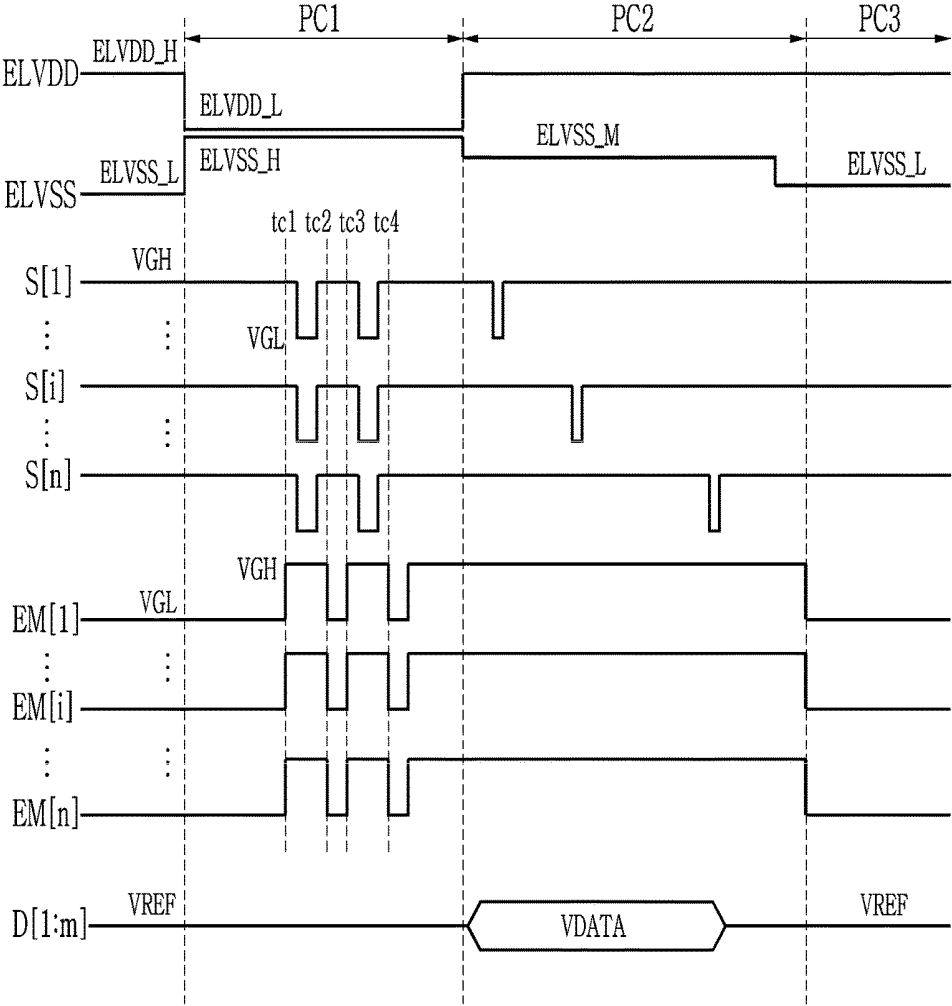 PC1 PC2 PC3
ELVDD_H
ELVDD
ELVDD_L
ELVSS_M
ELVSS_H
ELVSS_L ELVSS_L
ELVSS
tc1 tc2 tc3 tc4
VGH
S[1]
VGL
S[i]
S[n]
VGH
VGL
EM[1]
EM[i]
EM[n]
VREF VREF
D[1:m] VDATA